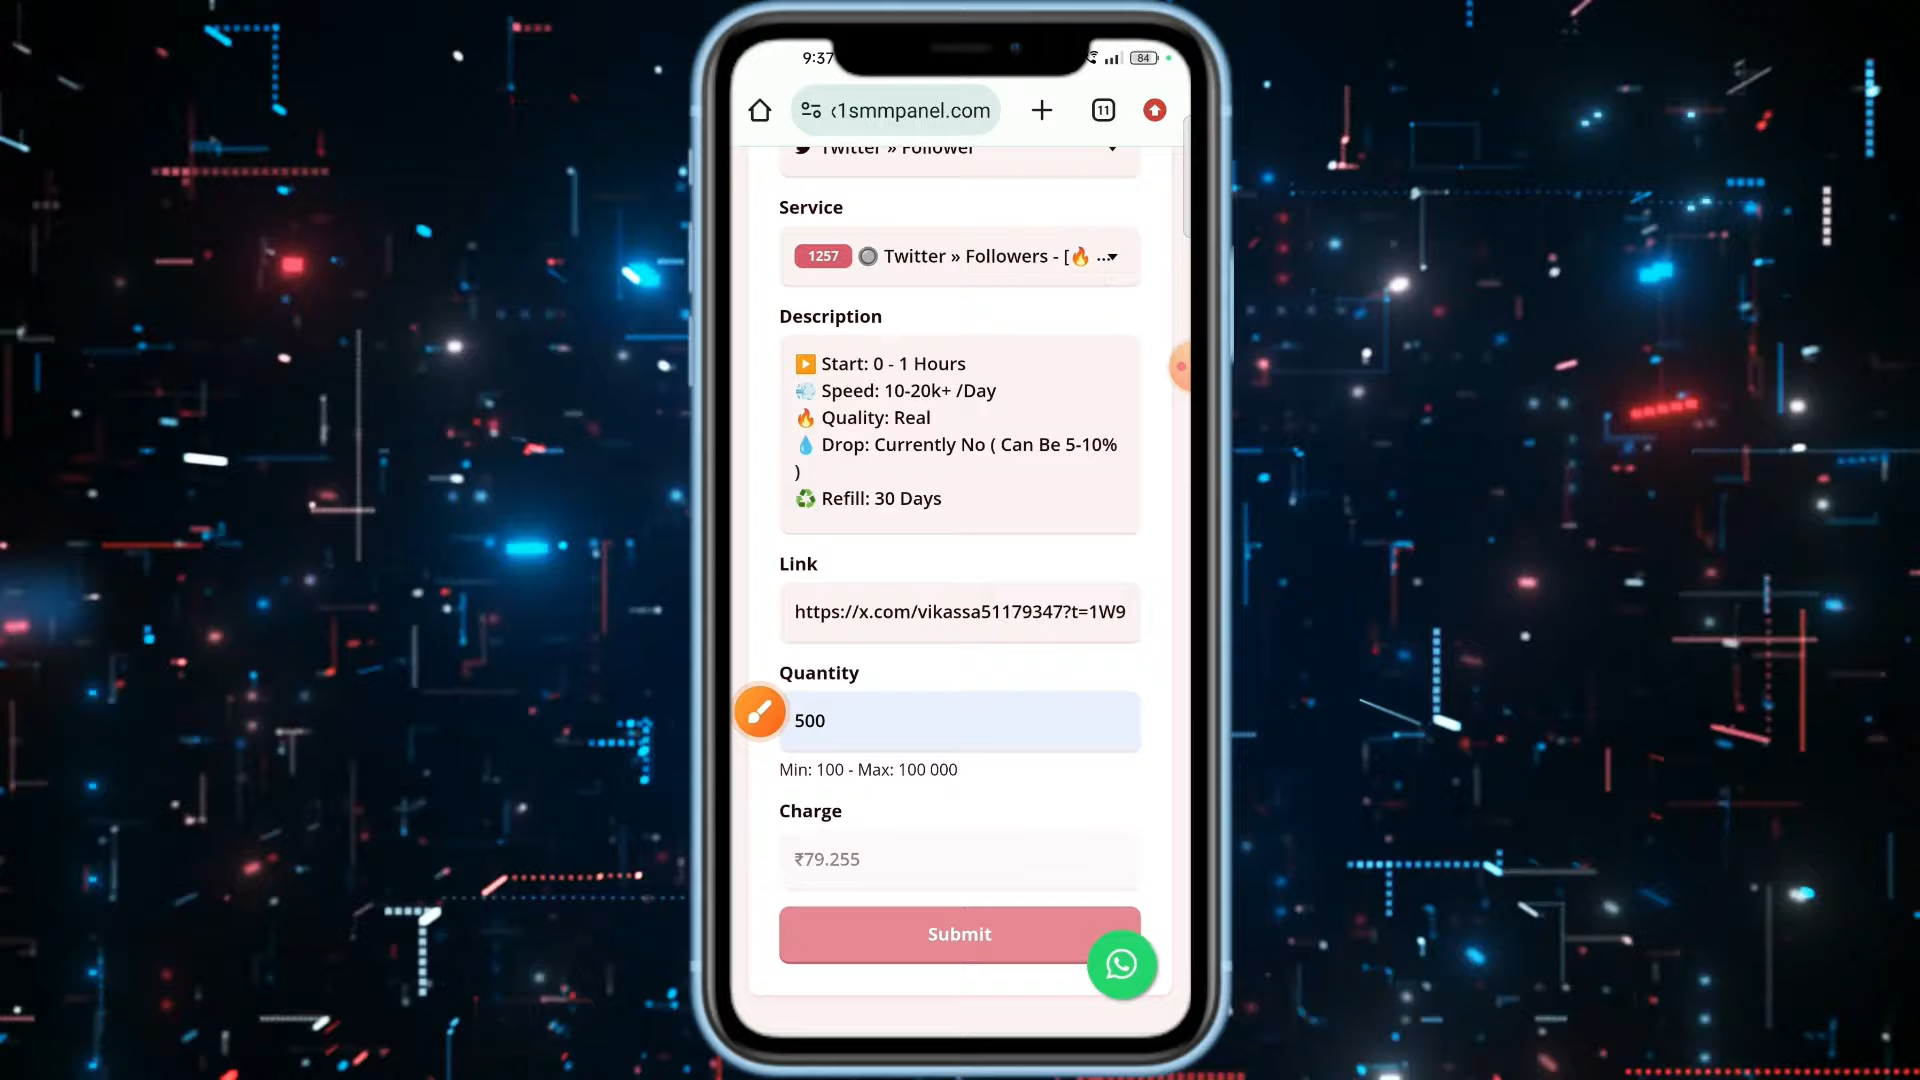 9:37
84
1smmpanel.com
11
Twitter » Follower
Service
1257 Twitter » Followers - [🔥 ...
Description
▶️ Start: 0 - 1 Hours
💨 Speed: 10-20k+ /Day
🔥 Quality: Real
💧 Drop: Currently No ( Can Be 5-10%
)
♻️ Refill: 30 Days
Link
https://x.com/vikassa51179347?t=1W9
Quantity
500
Min: 100 - Max: 100 000
Charge
₹79.255
Submit